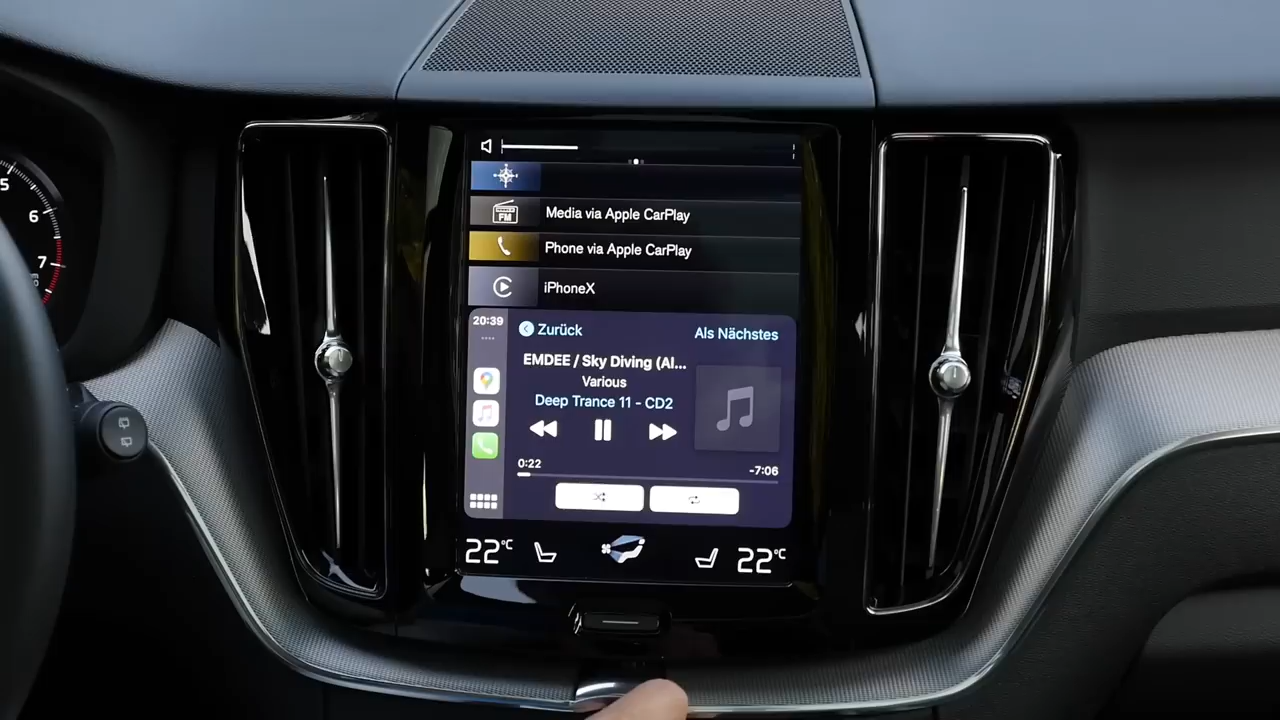 5
6
7
FM
Media via Apple CarPlay
Phone via Apple CarPlay
iPhoneX
20:39
Zurück
Als Nächstes
EMDEE / Sky Diving (Al...
Various
Deep Trance 11 - CD2
0:22
-7:06
22°C
22°C